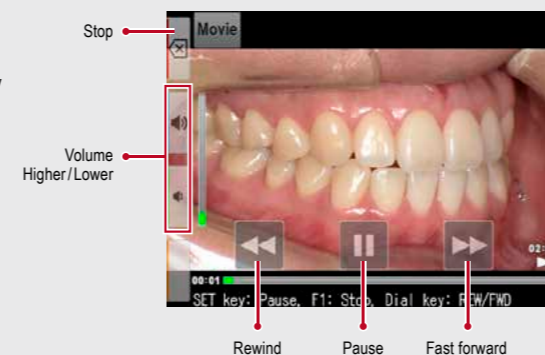 Stop
Movie
Volume
Higher/Lower
02:
00:01
SET key: Pause, F1: Stop, Dial key: REW/FWD
Rewind
Pause
Fast forward